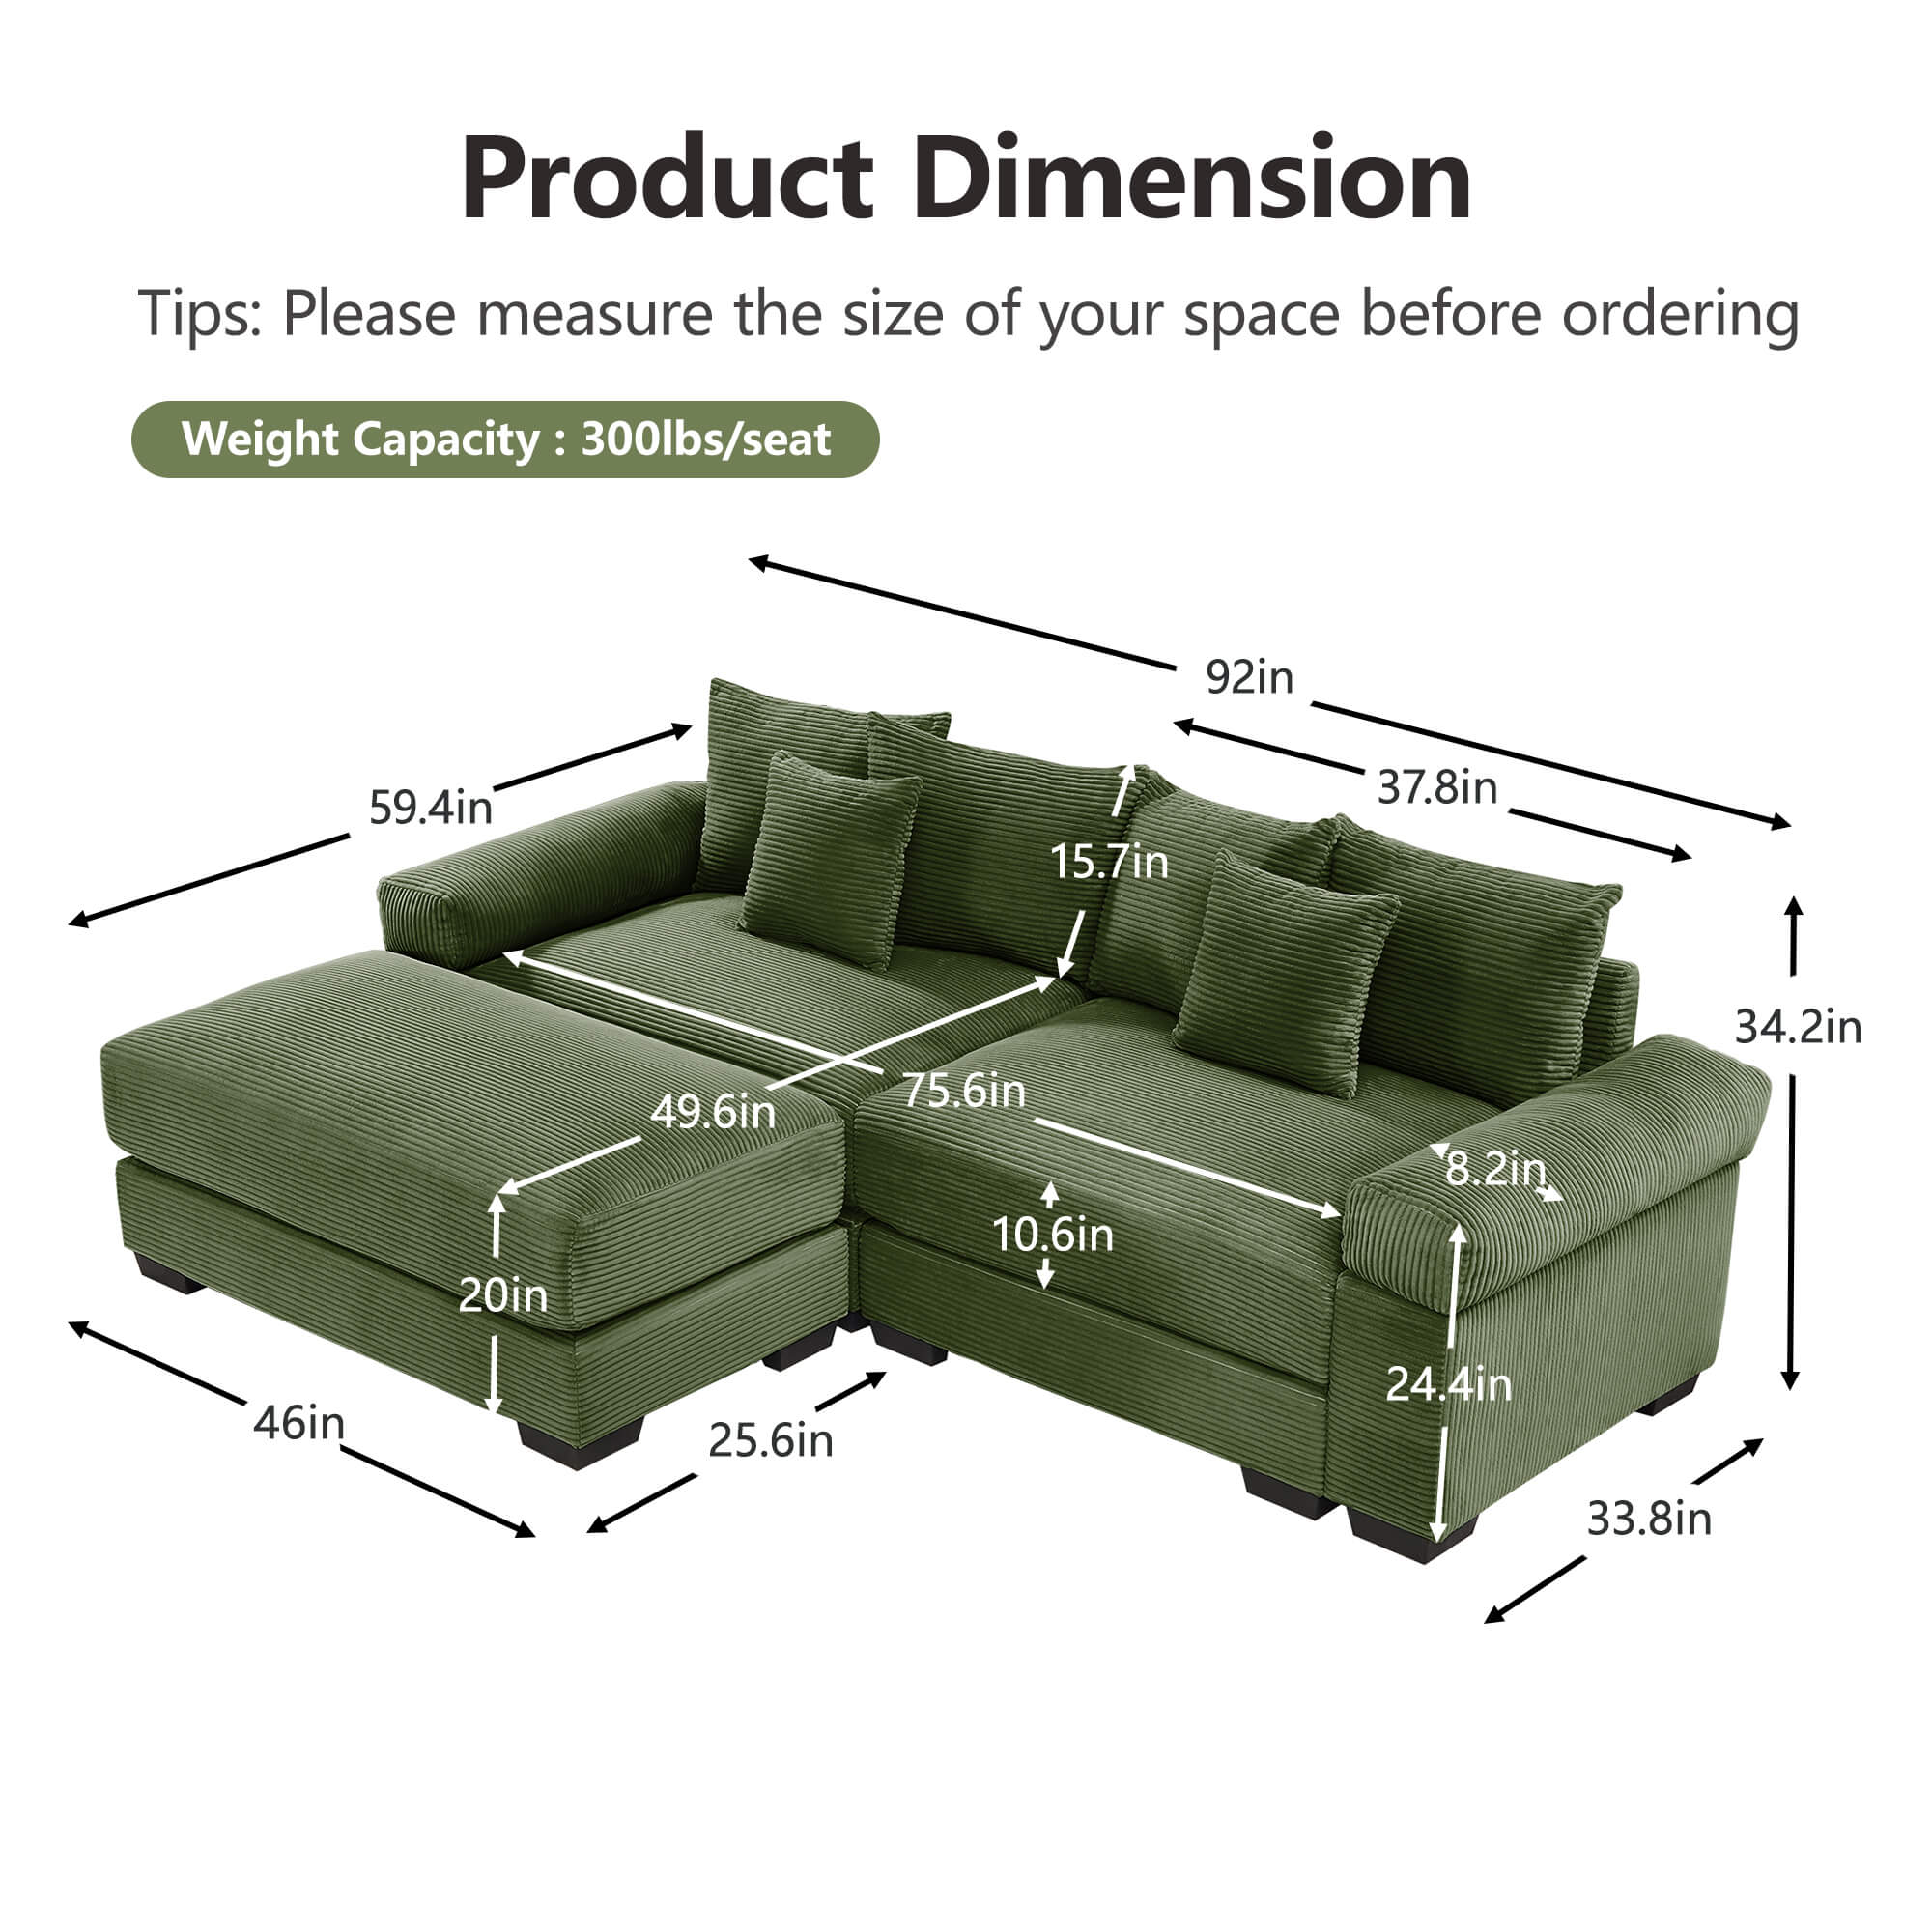 Product Dimension
Tips: Please measure the size of your space before ordering
Weight Capacity : 300lbs/seat
92in
37.8in
59.4in
15.7in
34.2in
75.6in
49.6in
8.2in
10.6in
20in
24.4in
46in
25.6in
33.8in